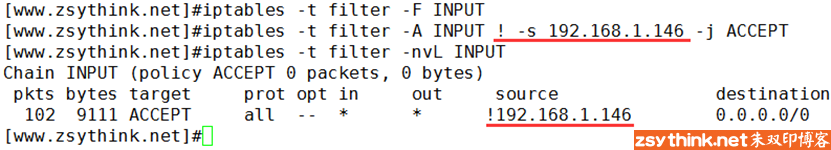 [www.zsythink.net]#iptables -t filter -F INPUT
[www.zsythink.net]#iptables -t filter -A INPUT ! -s 192.168.1.146 -j ACCEPT
[www.zsythink.net]#iptables -t filter -nvL INPUT
Chain INPUT (policy ACCEPT 0 packets, 0 bytes)
pkts bytes target prot opt in out source destination
102 9111 ACCEPT all -- * * !192.168.1.146 0.0.0.0/0
[www.zsythink.net]#
zsythink.net朱双印博客